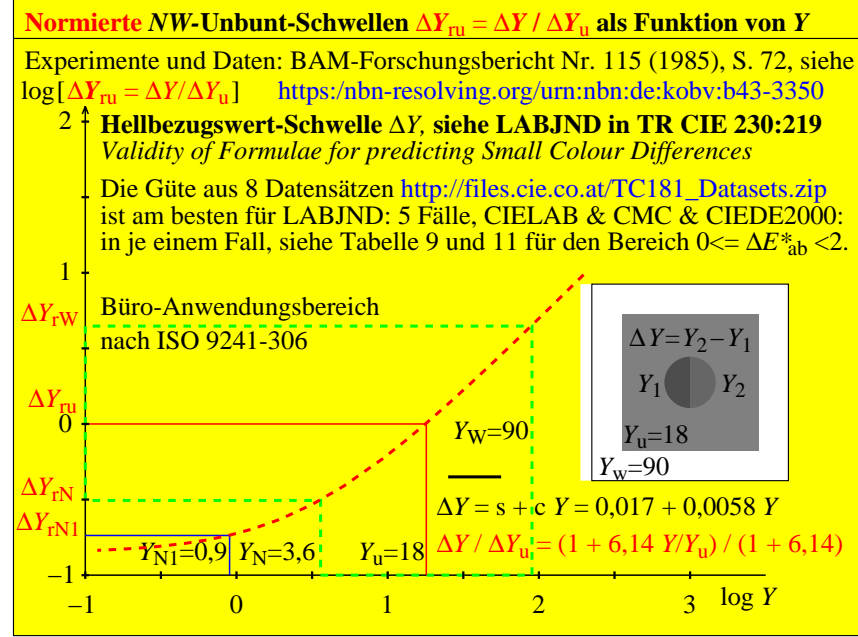 Normierte NW-Unbunt-Schwellen ΔYru = ΔY / ΔYu als Funktion von Y
Experimente und Daten: BAM-Forschungsbericht Nr. 115 (1985), S. 72, siehe
log[ΔYru = ΔY/ΔYu] https:/nbn-resolving.org/urn:nbn:de:kobv:b43-3350
2
Hellbezugswert-Schwelle ΔY, siehe LABJND in TR CIE 230:219
Validity of Formulae for predicting Small Colour Differences
Die Güte aus 8 Datensätzen http://files.cie.co.at/TC181_Datasets.zip
ist am besten für LABJND: 5 Fälle, CIELAB & CMC & CIEDE2000:
in je einem Fall, siehe Tabelle 9 und 11 für den Bereich 0<= ΔE*ab <2.
1
ΔYrW
Büro-Anwendungsbereich
nach ISO 9241-306
ΔY=Y2−Y1
Y1 Y2
ΔYru
0
YW=90
Yu=18
Yw=90
ΔYrN
ΔY = s + c Y = 0,017 + 0,0058 Y
ΔYrN1
YN1=0,9 YN=3,6 Yu=18
ΔY / ΔYu = (1 + 6,14 Y/Yu) / (1 + 6,14)
−1
−1 0 1 2 3 log Y